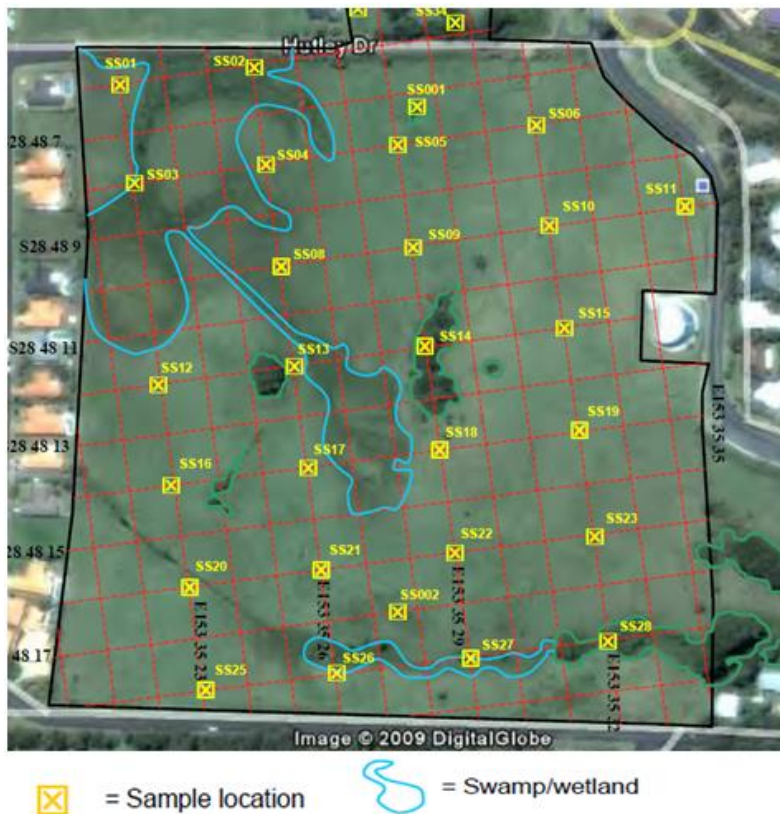 SS34
Hutley Dr
SS01
SS02
SS001
28 48 7
SS05
SS06
SS03
SS04
SS11
S28 48 9
SS08
SS09
SS10
S28 48 11
SS12
SS13
SS14
SS15
E153 35 35
28 48 13
SS16
SS17
SS18
SS19
28 48 15
SS20
SS21
SS22
SS23
E153 35 23
E153 35 26
SS002
E153 35 29
48 17
SS25
SS26
SS27
SS28
E153 35 32
Image © 2009 DigitalGlobe
= Sample location
= Swamp/wetland